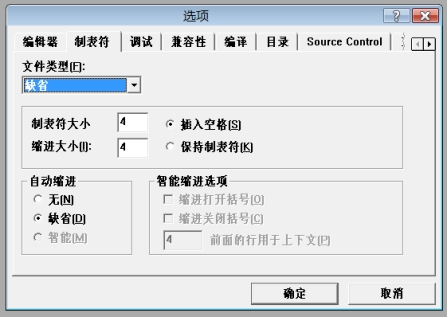 选项
编辑器 制表符 调试 兼容性 编译 目录 Source Control
文件类型(F):
缺省
制表符大小 4 插入空格(S)
缩进大小(I): 4 保持制表符(K)
自动缩进 智能缩进选项
无(N) 缩进打开括号(O)
缺省(D) 缩进关闭括号(C)
智能(M) 4 前面的行用于上下文(P)
确定 取消